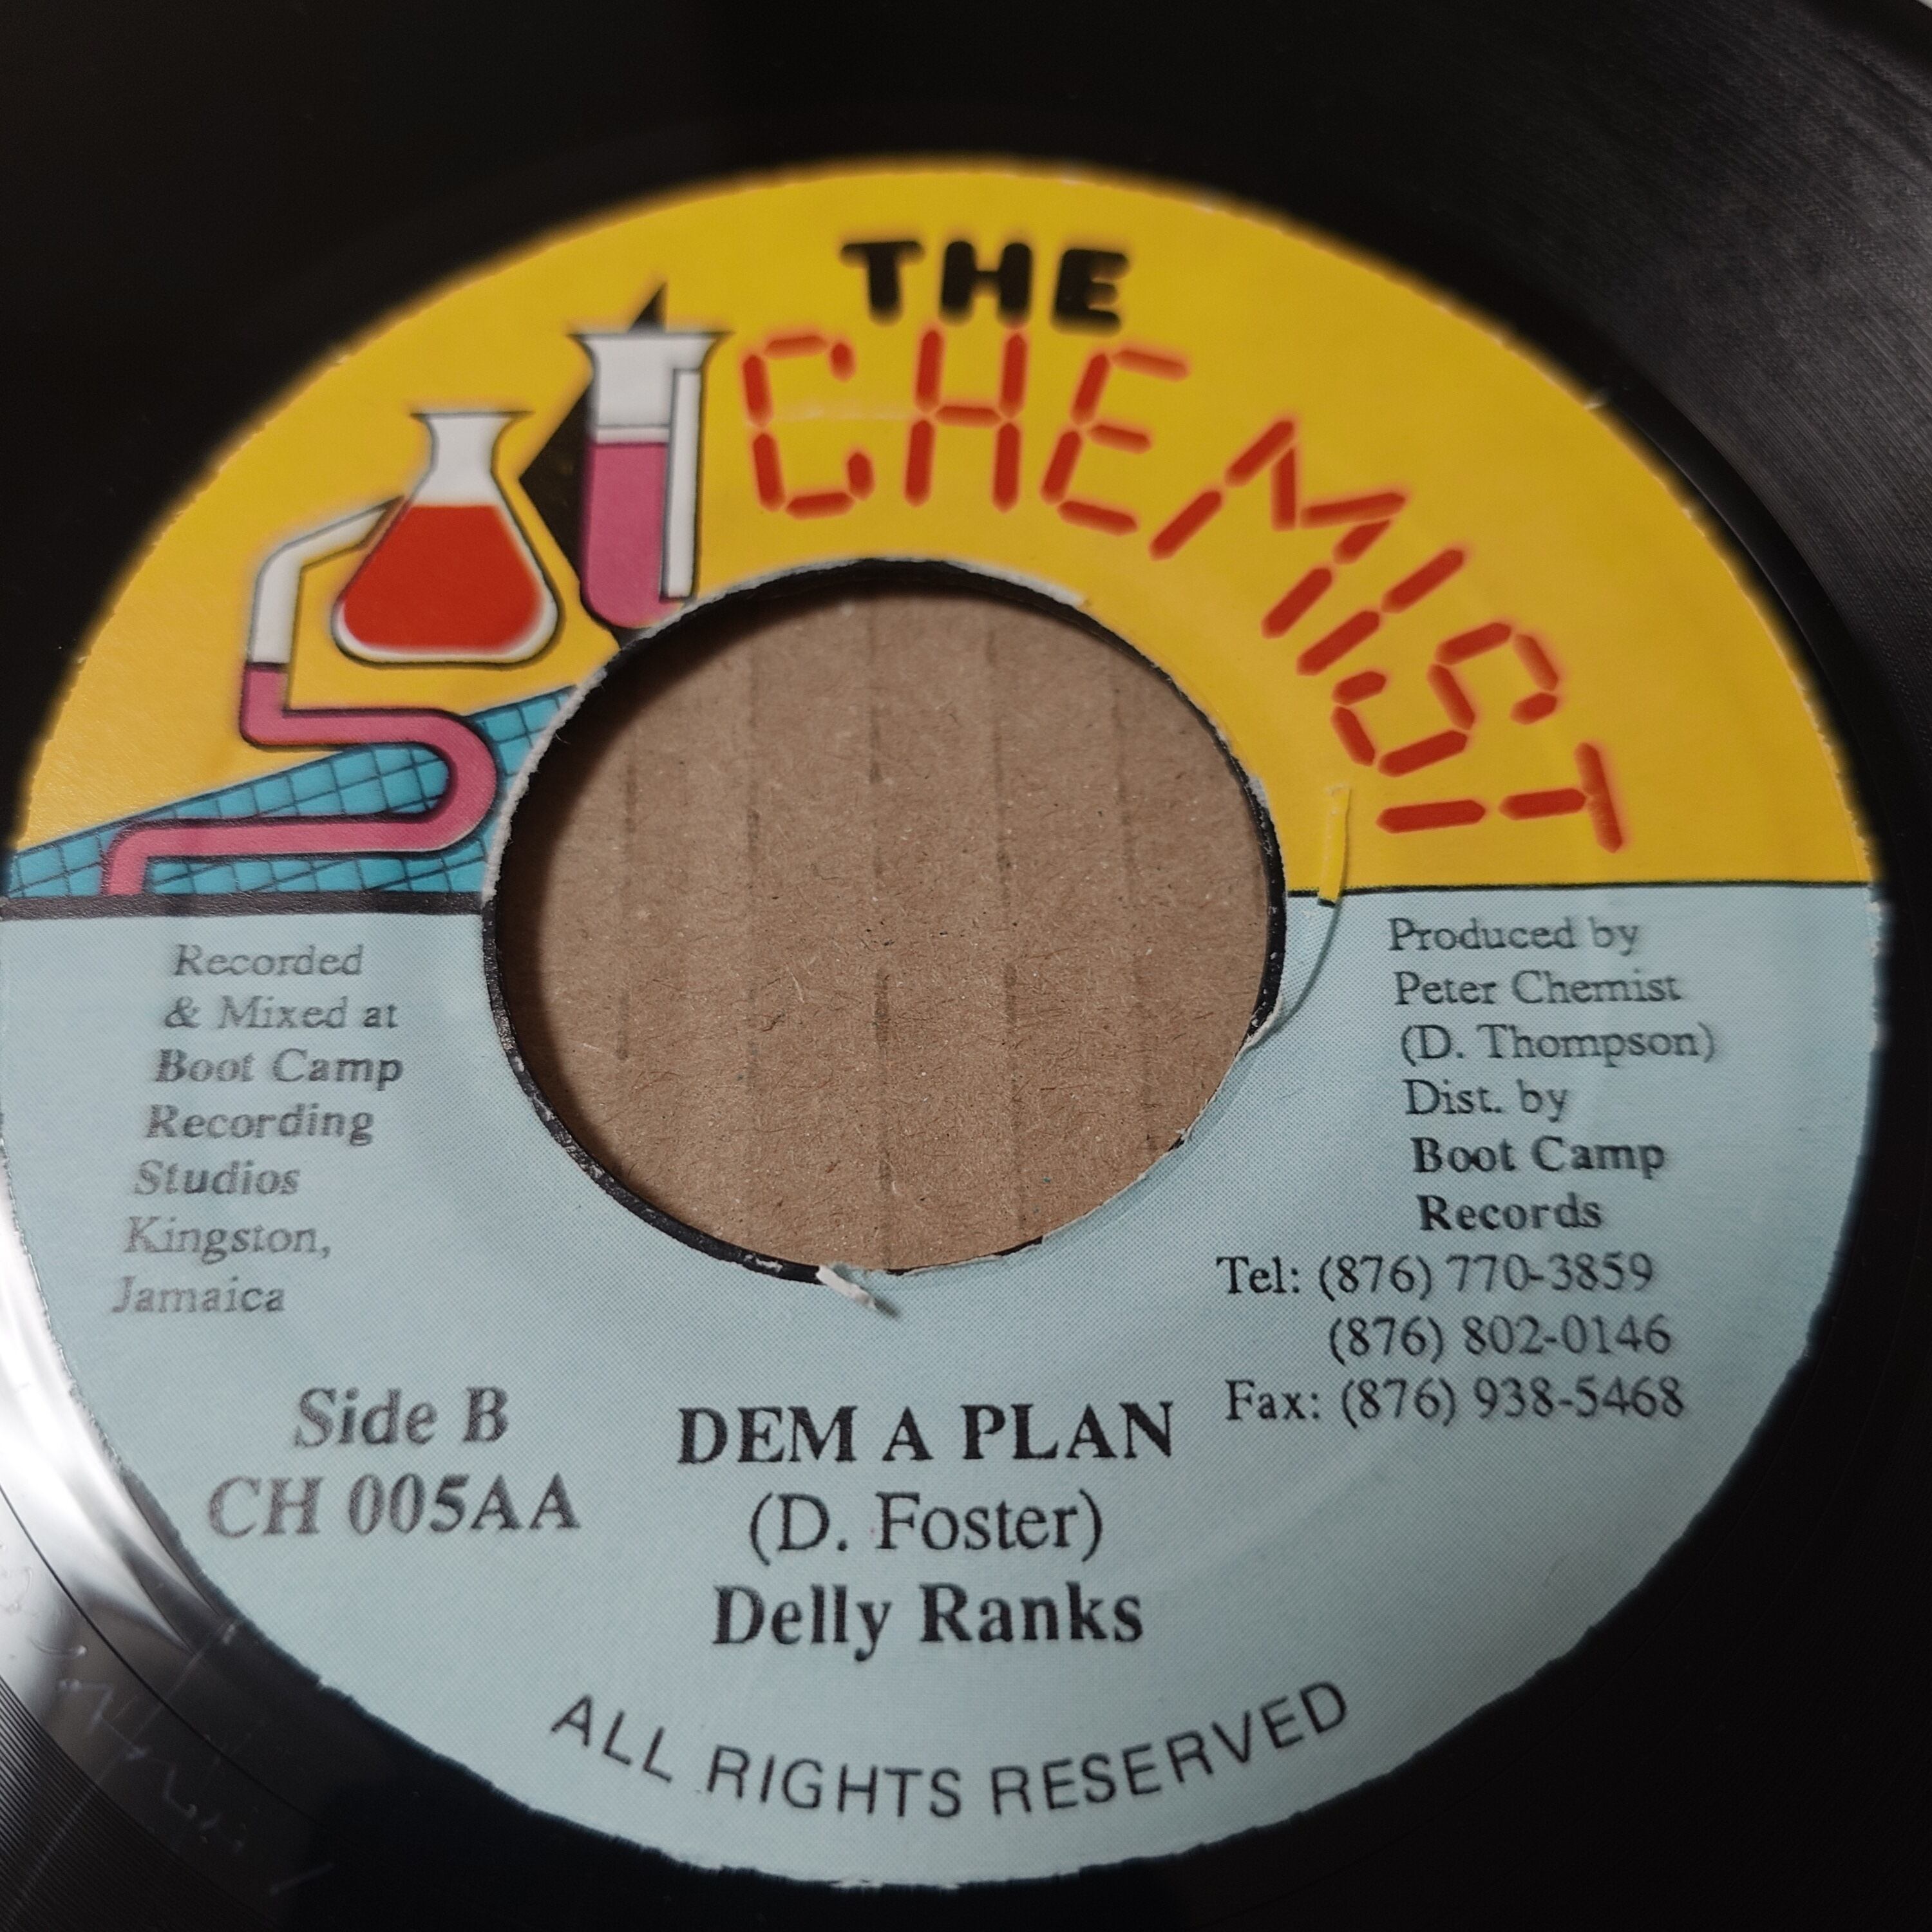 THE
CHEMIST
Recorded
& Mixed at
Boot Camp
Recording
Studios
Kingston,
Jamaica
Produced by
Peter Chemist
(D. Thompson)
Dist. by
Boot Camp
Records
Tel: (876) 770-3859
(876) 802-0146
Fax: (876) 938-5468
Side B
CH 005AA
DEM A PLAN
(D. Foster)
Delly Ranks
ALL RIGHTS RESERVED